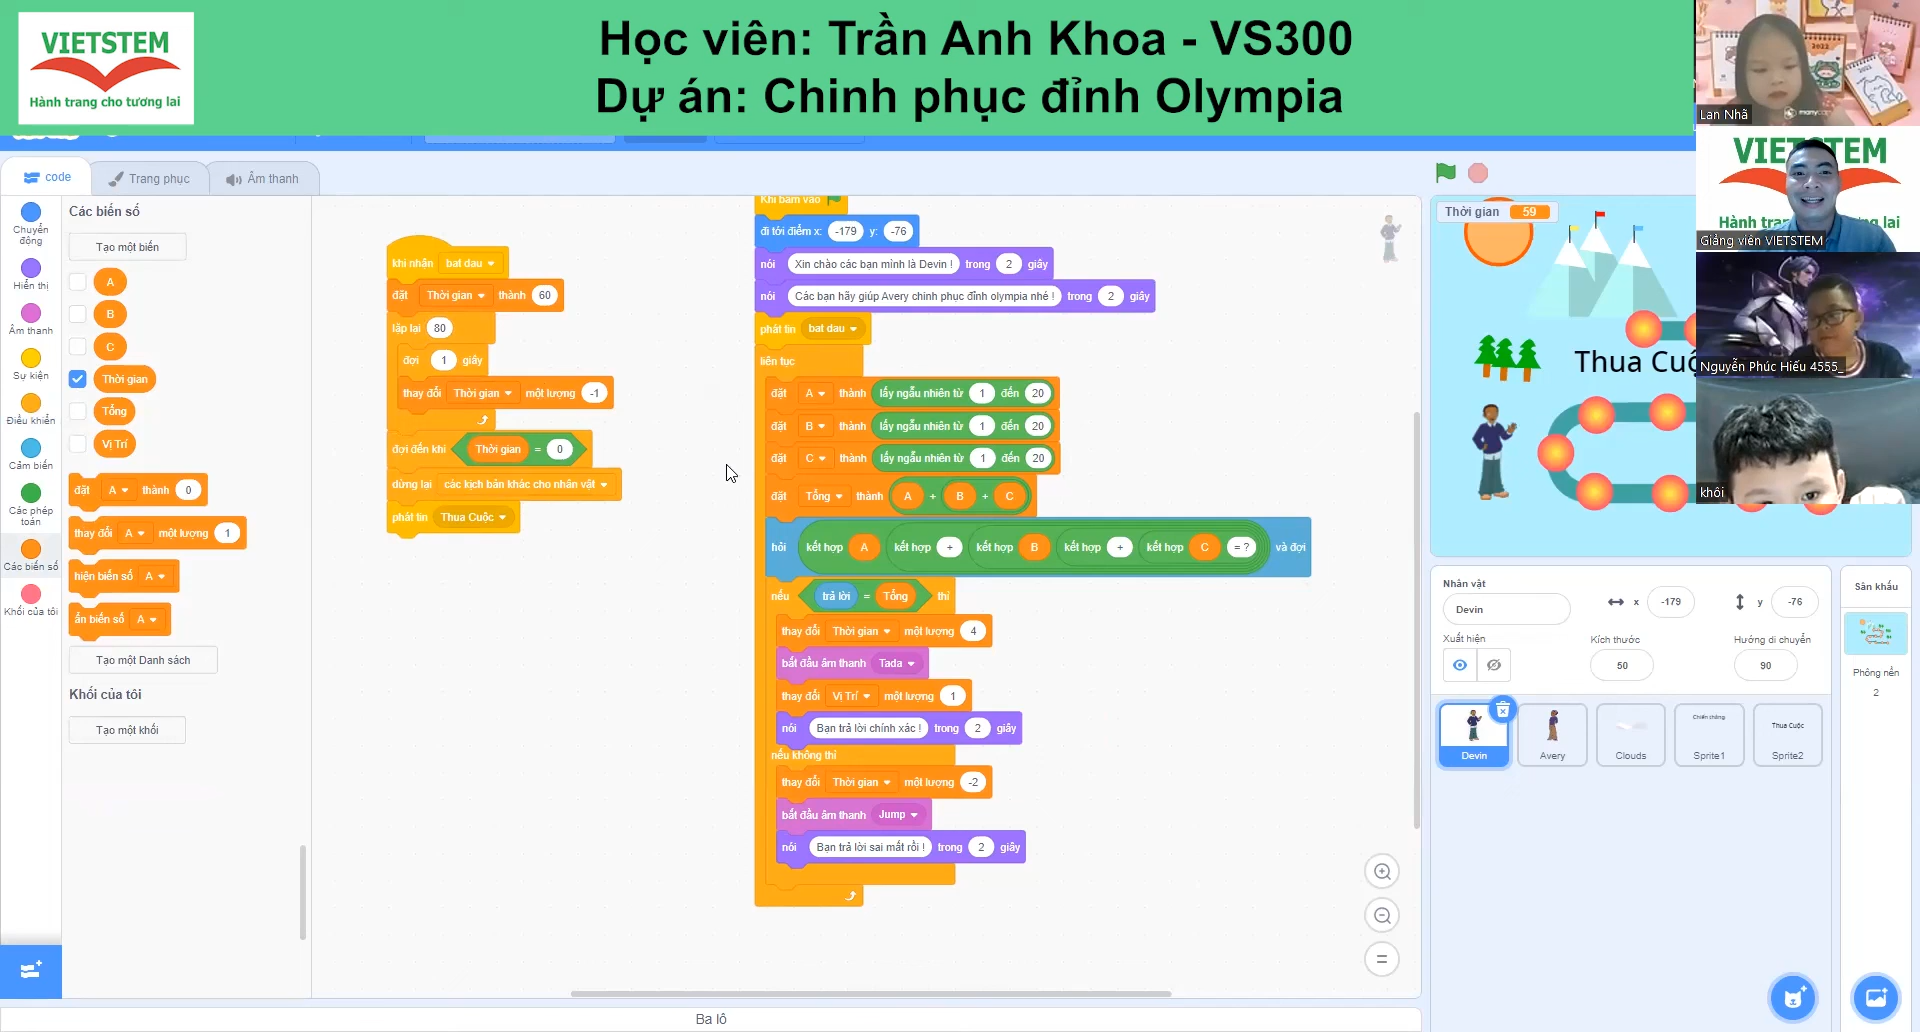 VIETSTEM
Hành trang cho tương lai
Học viên: Trần Anh Khoa - VS300
Dự án: Chinh phục đỉnh Olympia
code
Trang phục
Âm thanh
Chuyển động
Hiển thị
Âm thanh
Sự kiện
Điều khiển
Cảm biến
Các phép toán
Các biến số
Khối của tôi
Các biến số
Tạo một biến
A
B
C
Thời gian
Tổng
Vị Trí
đặt A thành 0
thay đổi A một lượng 1
hiện biến số A
ẩn biến số A
Tạo một Danh sách
Khối của tôi
Tạo một khối
khi nhận bat dau
đặt Thời gian thành 60
lặp lại 80
đợi 1 giây
thay đổi Thời gian một lượng -1
đợi đến khi Thời gian = 0
dừng lại các kịch bản khác cho nhân vật
phát tin Thua Cuộc
Khi bấm vào
đi tới điểm x: -179 y: -76
nói Xin chào các bạn mình là Devin ! trong 2 giây
nói Các bạn hãy giúp Avery chinh phục đỉnh olympia nhé ! trong 2 giây
phát tin bat dau
liên tục
đặt A thành lấy ngẫu nhiên từ 1 đến 20
đặt B thành lấy ngẫu nhiên từ 1 đến 20
đặt C thành lấy ngẫu nhiên từ 1 đến 20
đặt Tổng thành A + B + C
hỏi kết hợp A kết hợp + kết hợp B kết hợp + kết hợp C = ? và đợi
nếu trả lời = Tổng thì
thay đổi Thời gian một lượng 4
bắt đầu âm thanh Tada
thay đổi Vị Trí một lượng 1
nói Bạn trả lời chính xác ! trong 2 giây
nếu không thì
thay đổi Thời gian một lượng -2
bắt đầu âm thanh Jump
nói Bạn trả lời sai mất rồi ! trong 2 giây
Ba lô
Thời gian 59
Thua Cuộ
Lan Nhã
manycam
VIETSTEM
Hành trang tương lai
Giảng viên VIETSTEM
Nguyễn Phúc Hiếu 4555_
khôi
Nhân vật
Devin
x -179
y -76
Xuất hiện
Kích thước
50
Hướng di chuyển
90
Devin
Avery
Clouds
Chiến thắng
Sprite1
Thua Cuộc
Sprite2
Sân khấu
Phông nền
2